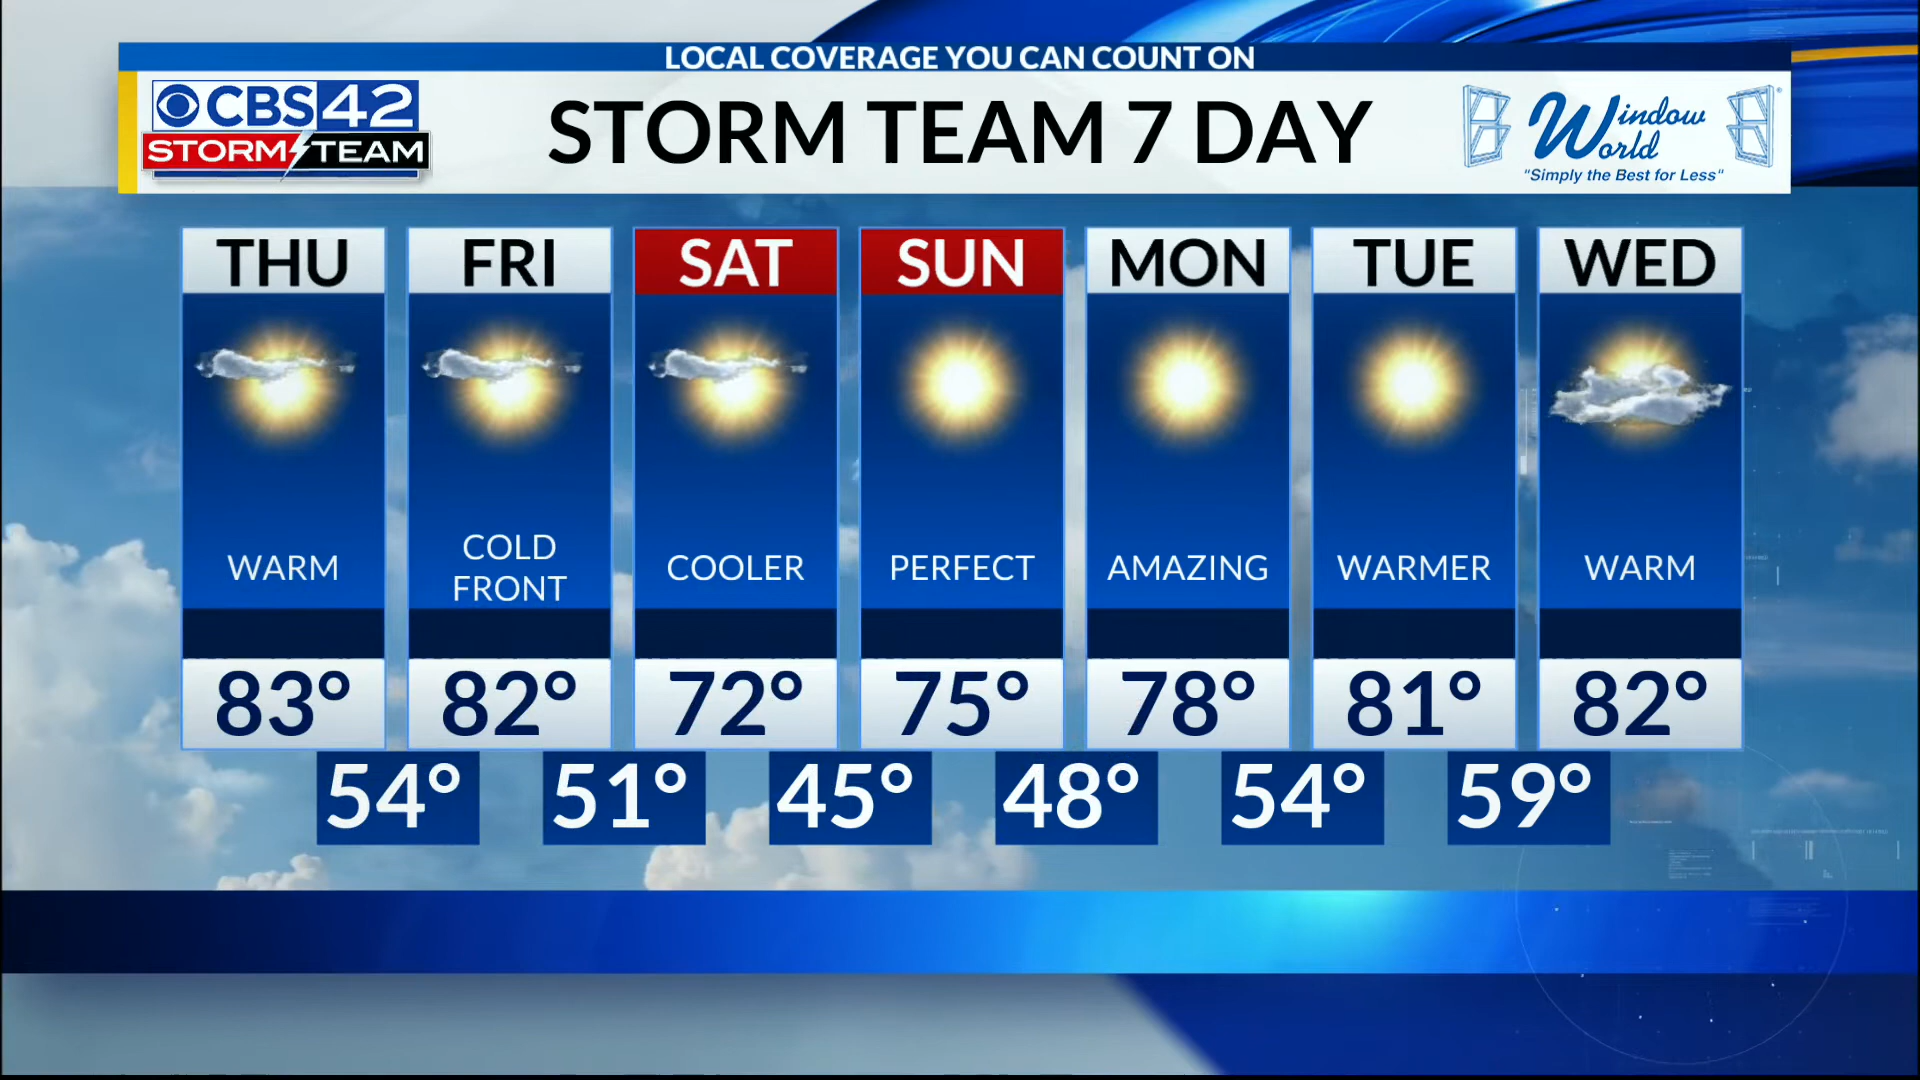 LOCAL COVERAGE YOU CAN COUNT ON
CBS 42
STORM TEAM
STORM TEAM 7 DAY
Window
World
"Simply the Best for Less"
THU FRI SAT SUN MON TUE WED
WARM COLD FRONT COOLER PERFECT AMAZING WARMER WARM
83° 82° 72° 75° 78° 81° 82°
54° 51° 45° 48° 54° 59°